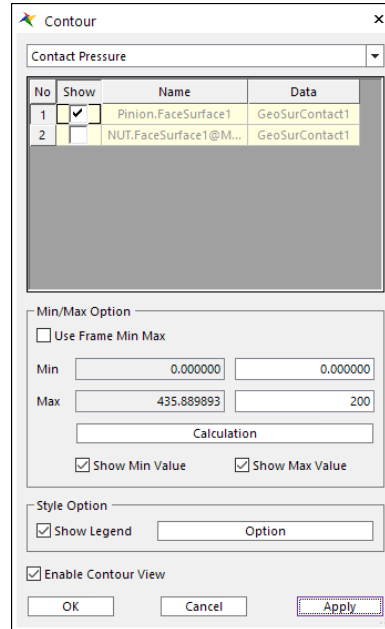 Contour ×
Contact Pressure
No Show Name Data
1 Pinion.FaceSurface1 GeoSurContact1
2 NUT.FaceSurface1@M... GeoSurContact1
Min/Max Option
Use Frame Min Max
Min 0.000000 0.000000
Max 435.889893 200
Calculation
Show Min Value Show Max Value
Style Option
Show Legend Option
Enable Contour View
OK Cancel Apply